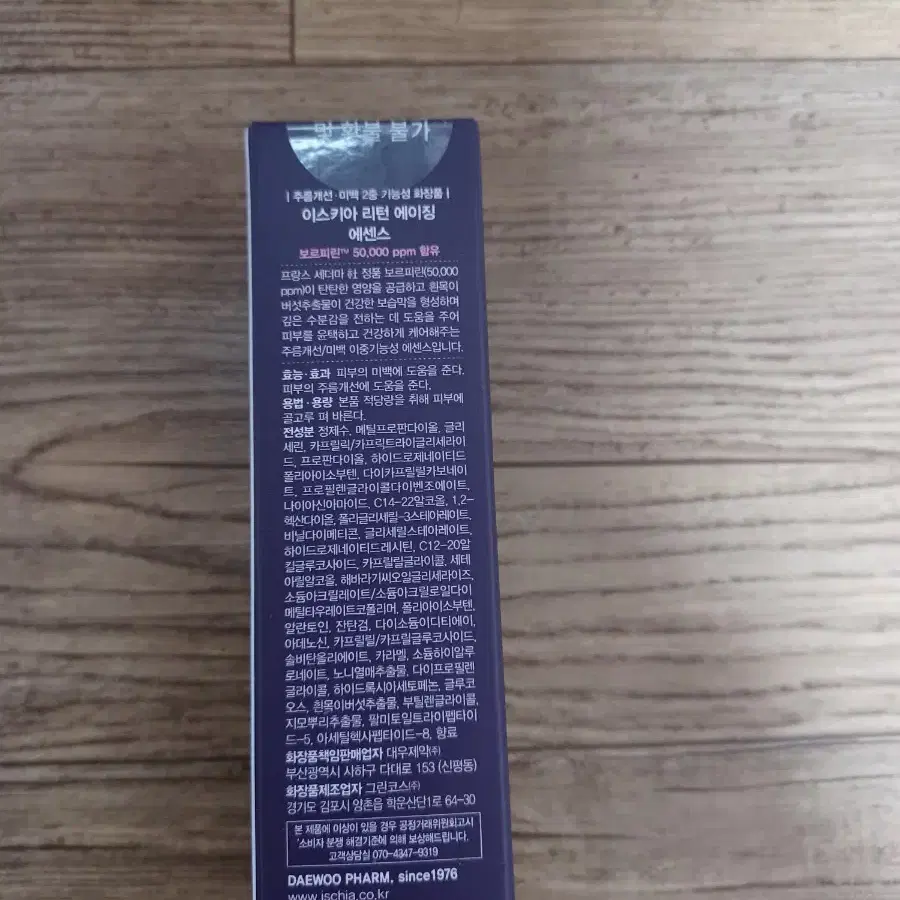 및 환불 불가
| 주름개선·미백 2중 기능성 화장품 |
이스키아 리턴 에이징
에센스
보르피린™ 50,000 ppm 함유
프랑스 세더마 社 정품 보르피린(50,000
ppm)이 탄탄한 영양을 공급하고 흰목이
버섯추출물이 건강한 보습막을 형성하며
깊은 수분감을 전하는 데 도움을 주어
피부를 윤택하고 건강하게 케어해주는
주름개선/미백 이중기능성 에센스입니다.
효능·효과 피부의 미백에 도움을 준다.
피부의 주름개선에 도움을 준다.
용법·용량 본품 적당량을 취해 피부에
골고루 펴 바른다.
전성분 정제수, 메틸프로판다이올, 글리
세린, 카프릴릭/카프릭트라이글리세라이
드, 프로판다이올, 하이드로제네이티드
폴리아이소부텐, 다이카프릴릴카보네이
트, 프로필렌글라이콜다이벤조에이트,
나이아신아마이드, C14-22알코올, 1,2-
헥산다이올, 폴리글리세릴-3스테아레이트,
비닐다이메티콘, 글리세릴스테아레이트,
하이드로제네이티드레시틴, C12-20알
킬글루코사이드, 카프릴릴글라이콜, 세테
아릴알코올, 해바라기씨오일글리세라이즈,
소듐아크릴레이트/소듐아크릴로일다이
메틸타우레이트코폴리머, 폴리아이소부텐,
알란토인, 잔탄검, 다이소듐이디티에이,
아데노신, 카프릴릴/카프릴글루코사이드,
솔비탄올리에이트, 카라멜, 소듐하이알루
로네이트, 노니열매추출물, 다이프로필렌
글라이콜, 하이드록시아세토페논, 글루코
오스, 흰목이버섯추출물, 부틸렌글라이콜,
지모뿌리추출물, 팔미토일트라이펩타이
드-5, 아세틸헥사펩타이드-8, 향료
화장품책임판매업자 대우제약㈜
부산광역시 사하구 다대로 153 (신평동)
화장품제조업자 그린코스㈜
경기도 김포시 양촌읍 학운산단1로 64-30
본 제품에 이상이 있을 경우 공정거래위원회고시
'소비자 분쟁 해결기준'에 의해 보상해드립니다.
고객상담실 070-4347-9319
DAEWOO PHARM, since1976
www.ischia.co.kr